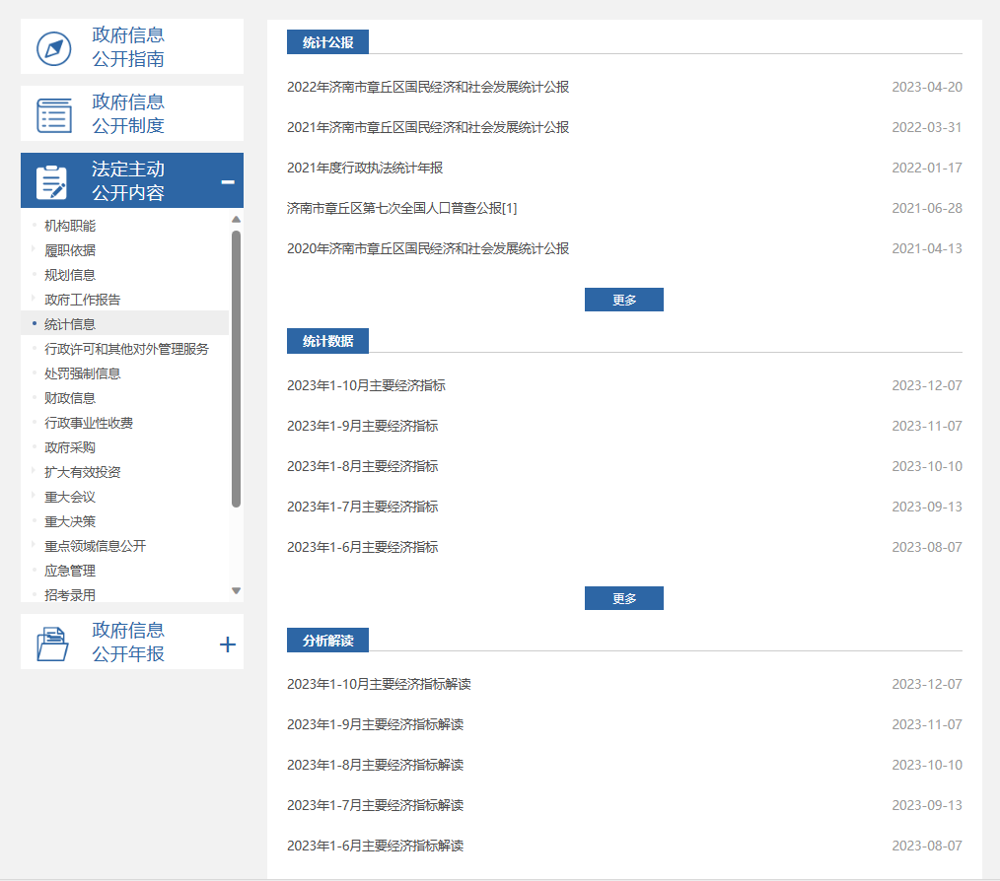 政府信息
公开指南
政府信息
公开制度
法定主动
公开内容
机构职能
履职依据
规划信息
政府工作报告
统计信息
行政许可和其他对外管理服务
处罚强制信息
财政信息
行政事业性收费
政府采购
扩大有效投资
重大会议
重大决策
重点领域信息公开
应急管理
招考录用
政府信息
公开年报
统计公报
2022年济南市章丘区国民经济和社会发展统计公报 2023-04-20
2021年济南市章丘区国民经济和社会发展统计公报 2022-03-31
2021年度行政执法统计年报 2022-01-17
济南市章丘区第七次全国人口普查公报[1] 2021-06-28
2020年济南市章丘区国民经济和社会发展统计公报 2021-04-13
更多
统计数据
2023年1-10月主要经济指标 2023-12-07
2023年1-9月主要经济指标 2023-11-07
2023年1-8月主要经济指标 2023-10-10
2023年1-7月主要经济指标 2023-09-13
2023年1-6月主要经济指标 2023-08-07
更多
分析解读
2023年1-10月主要经济指标解读 2023-12-07
2023年1-9月主要经济指标解读 2023-11-07
2023年1-8月主要经济指标解读 2023-10-10
2023年1-7月主要经济指标解读 2023-09-13
2023年1-6月主要经济指标解读 2023-08-07